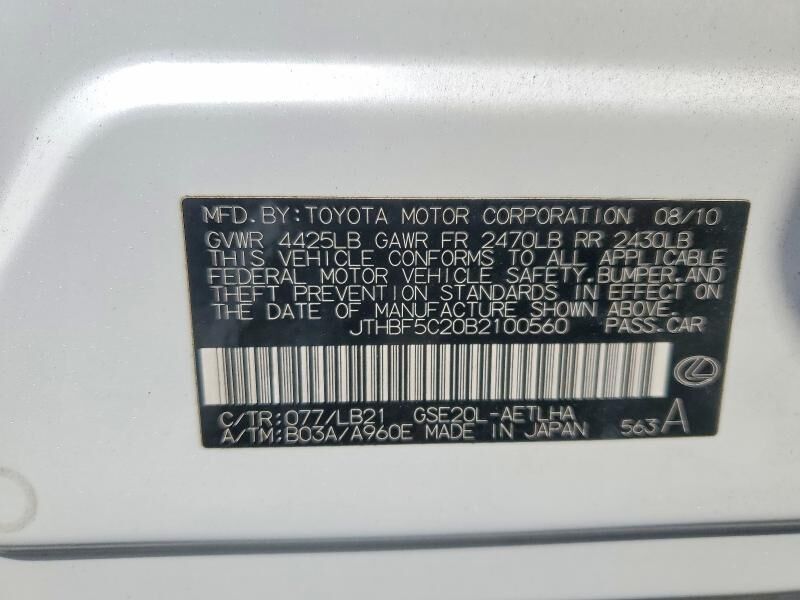 MFD.BY:TOYOTA MOTOR CORPORATION 08/10
GVWR 4425LB GAWR FR 2470LB RR 2430LB
THIS VEHICLE CONFORMS TO ALL APPLICABLE
FEDERAL MOTOR VEHICLE SAFETY,BUMPER,AND
THEFT PREVENTION STANDARDS IN EFFECT ON
THE DATE OF MANUFACTURE SHOWN ABOVE.
JTHBF5C20B2100560 PASS.CAR
C/TR:077/LB21 GSE20L-AETLHA
A/TM:B03A/A960E MADE IN JAPAN 563 A